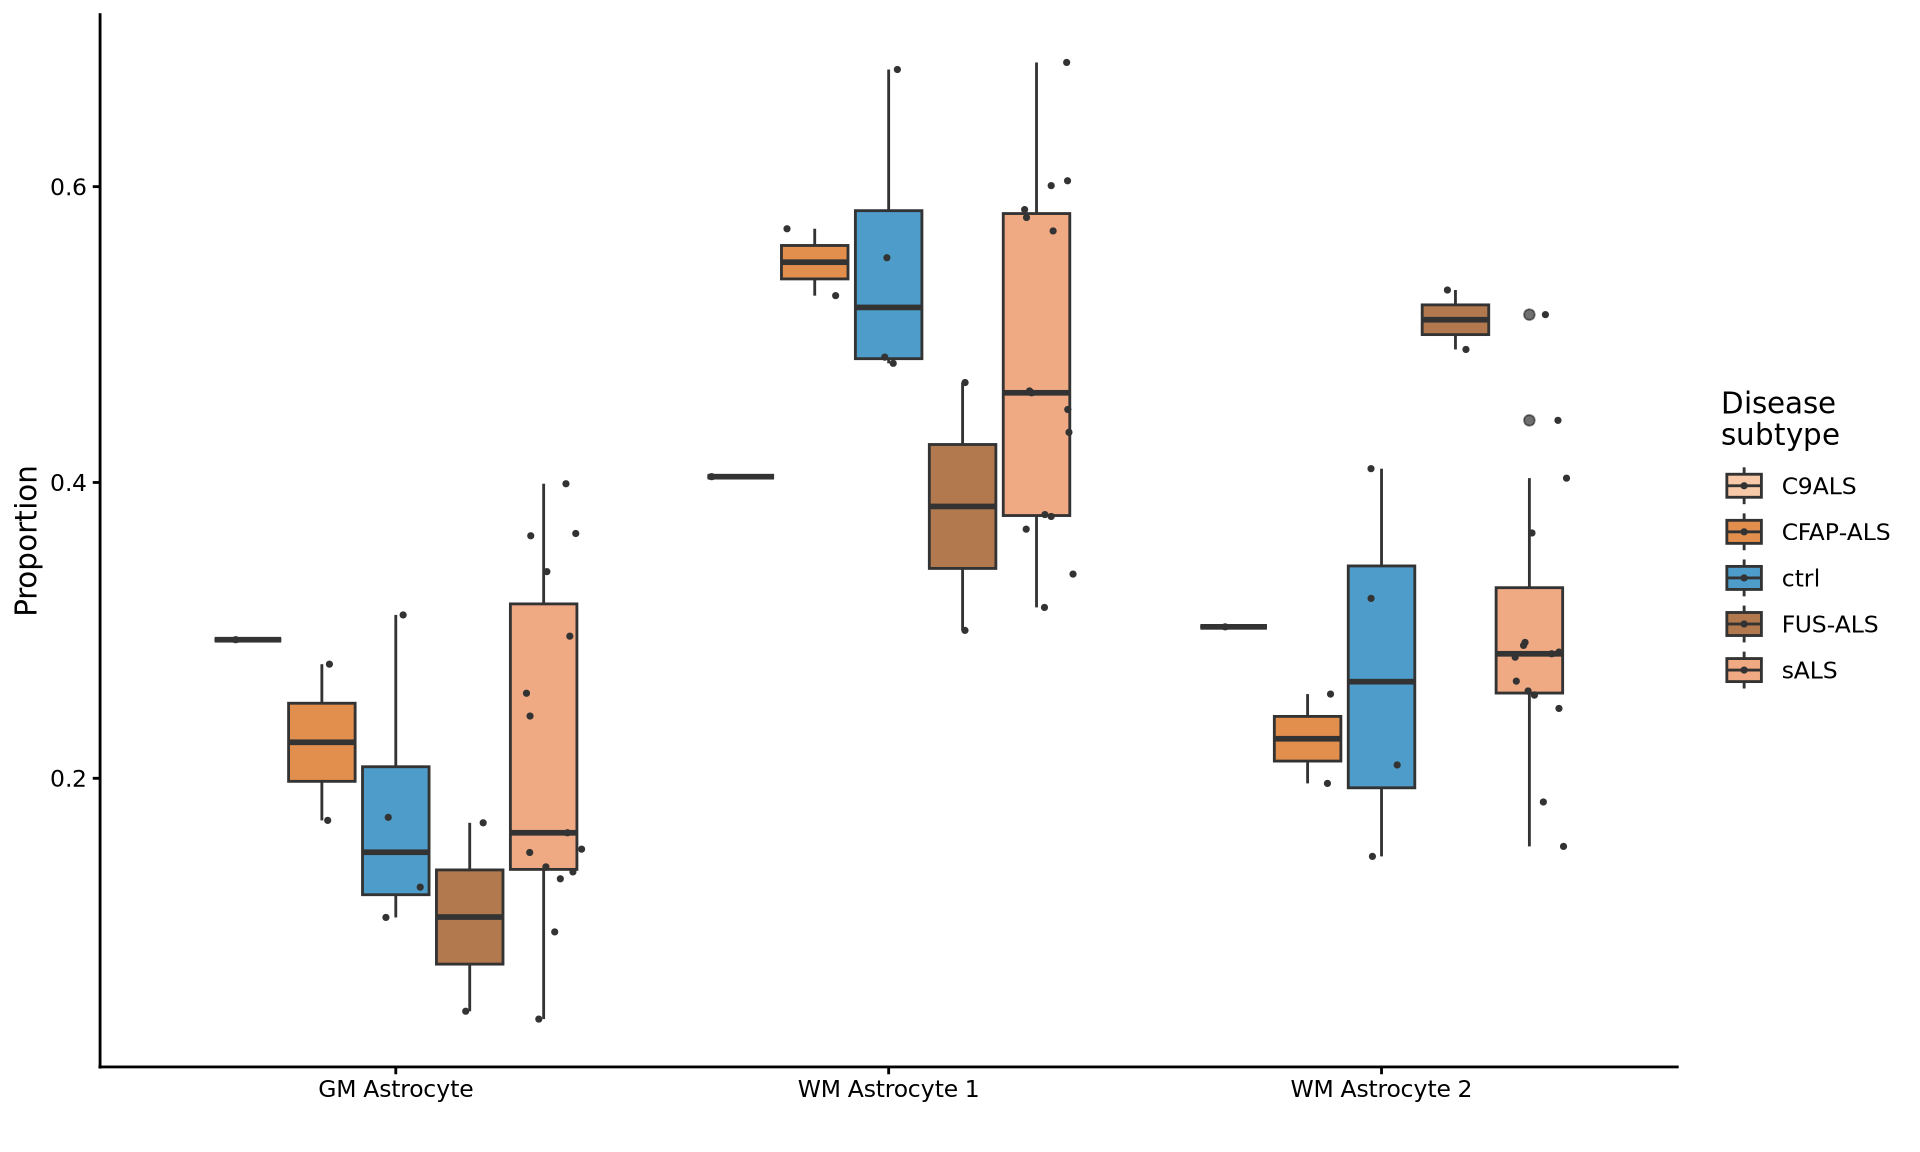 Proportion
0.6
0.4
0.2
GM Astrocyte
WM Astrocyte 1
WM Astrocyte 2
Disease
subtype
C9ALS
CFAP-ALS
ctrl
FUS-ALS
sALS